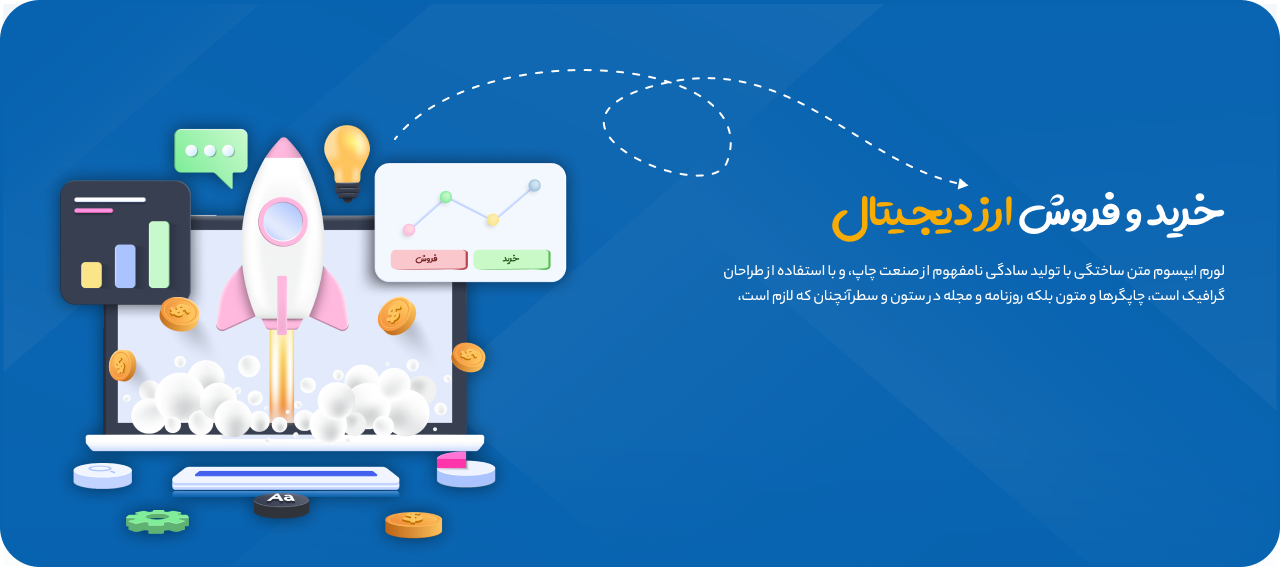 خرید و فروش ارز دیجیتال
لورم ایپسوم متن ساختگی با تولید سادگی نامفهوم از صنعت چاپ، و با استفاده از طراحان
گرافیک است، چاپگرها و متون بلکه روزنامه و مجله در ستون و سطرآنچنان که لازم است،
خرید
فروش
Aa